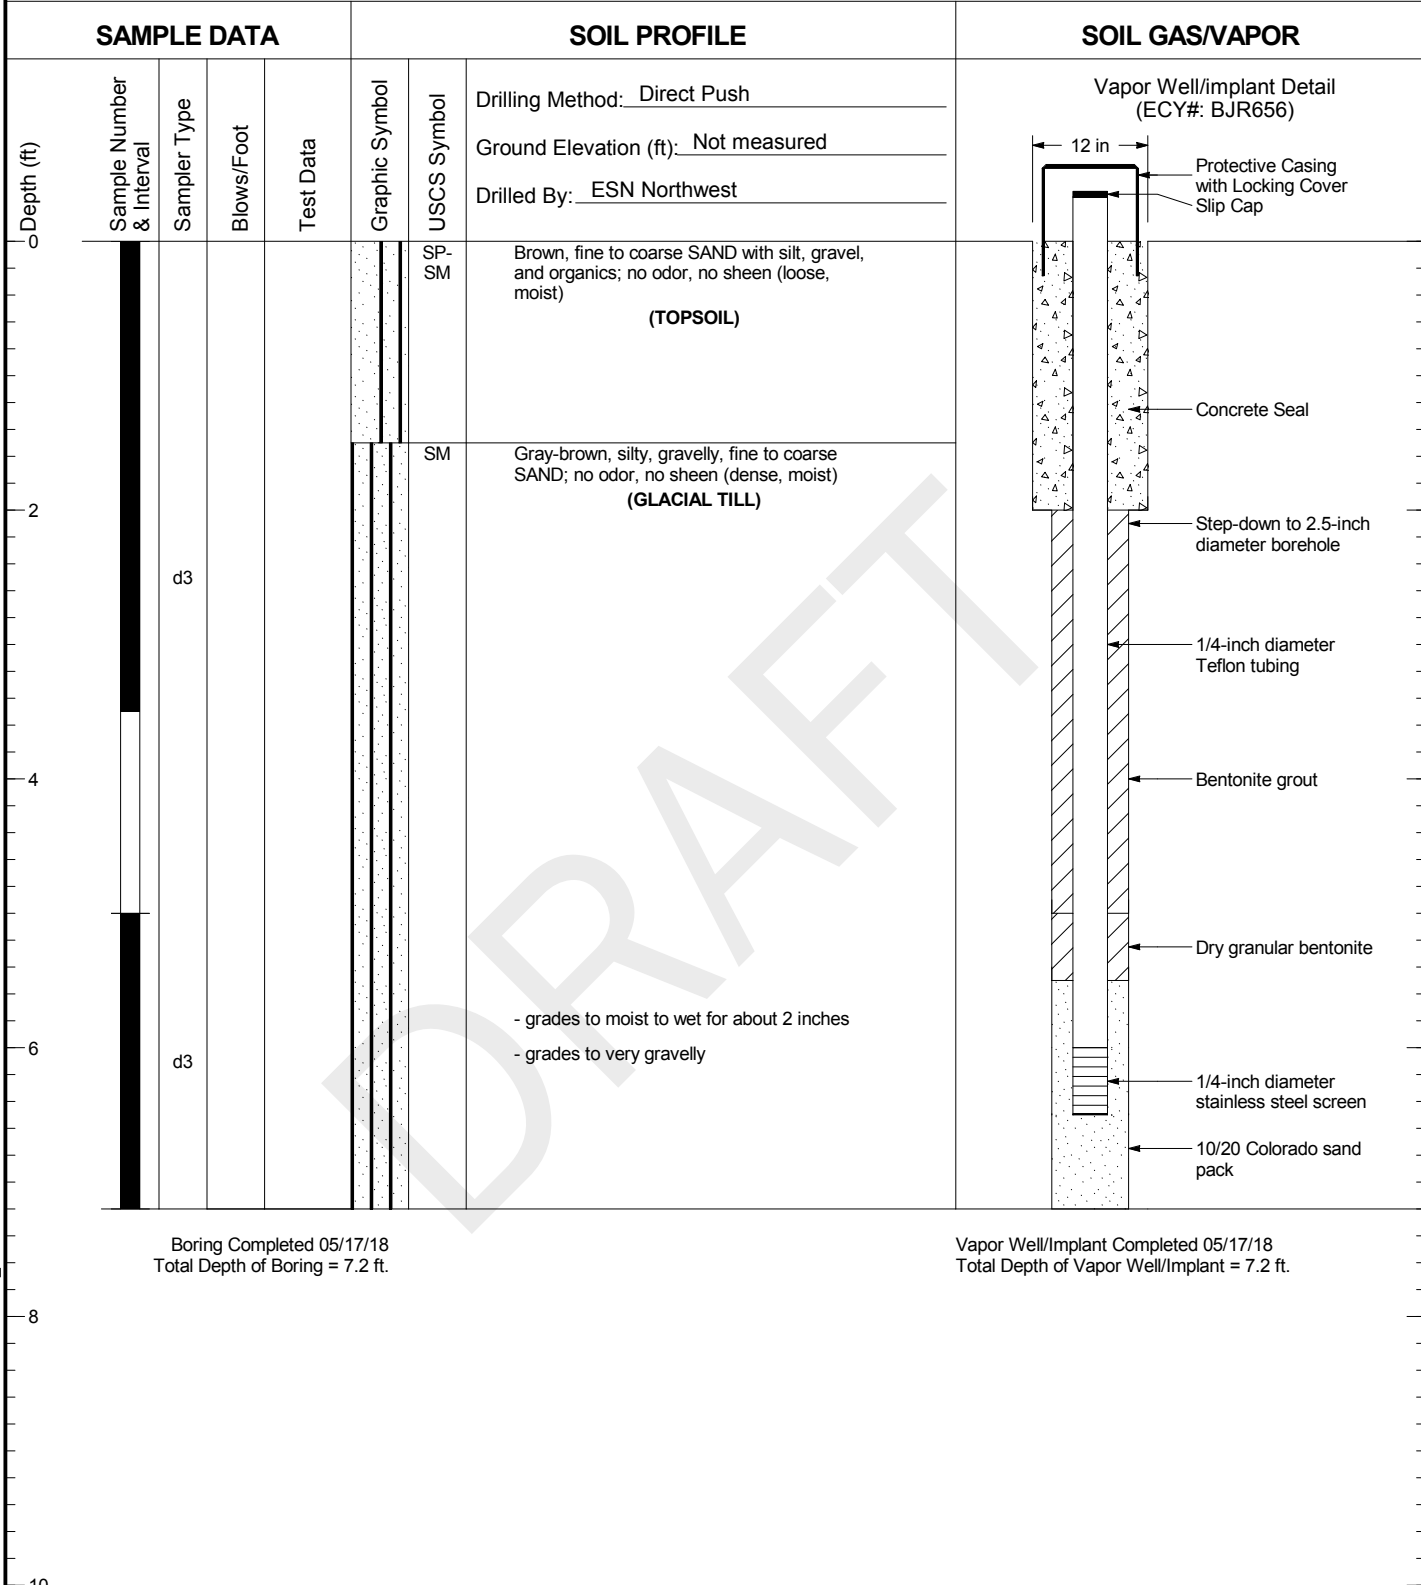 SAMPLE DATA
SOIL PROFILE
SOIL GAS/VAPOR
Depth (ft)
Sample Number
& Interval
Sampler Type
Blows/Foot
Test Data
Graphic Symbol
USCS Symbol
Drilling Method: Direct Push
Ground Elevation (ft): Not measured
Drilled By: ESN Northwest
Vapor Well/implant Detail
(ECY#: BJR656)
12 in
Protective Casing
with Locking Cover
Slip Cap
0
SP-
SM
Brown, fine to coarse SAND with silt, gravel,
and organics; no odor, no sheen (loose,
moist)
(TOPSOIL)
Concrete Seal
SM
Gray-brown, silty, gravelly, fine to coarse
SAND; no odor, no sheen (dense, moist)
(GLACIAL TILL)
2
Step-down to 2.5-inch
diameter borehole
d3
1/4-inch diameter
Teflon tubing
4
Bentonite grout
Dry granular bentonite
- grades to moist to wet for about 2 inches
6
d3
- grades to very gravelly
1/4-inch diameter
stainless steel screen
10/20 Colorado sand
pack
DRAFT
Boring Completed 05/17/18
Total Depth of Boring = 7.2 ft.
Vapor Well/Implant Completed 05/17/18
Total Depth of Vapor Well/Implant = 7.2 ft.
8
10